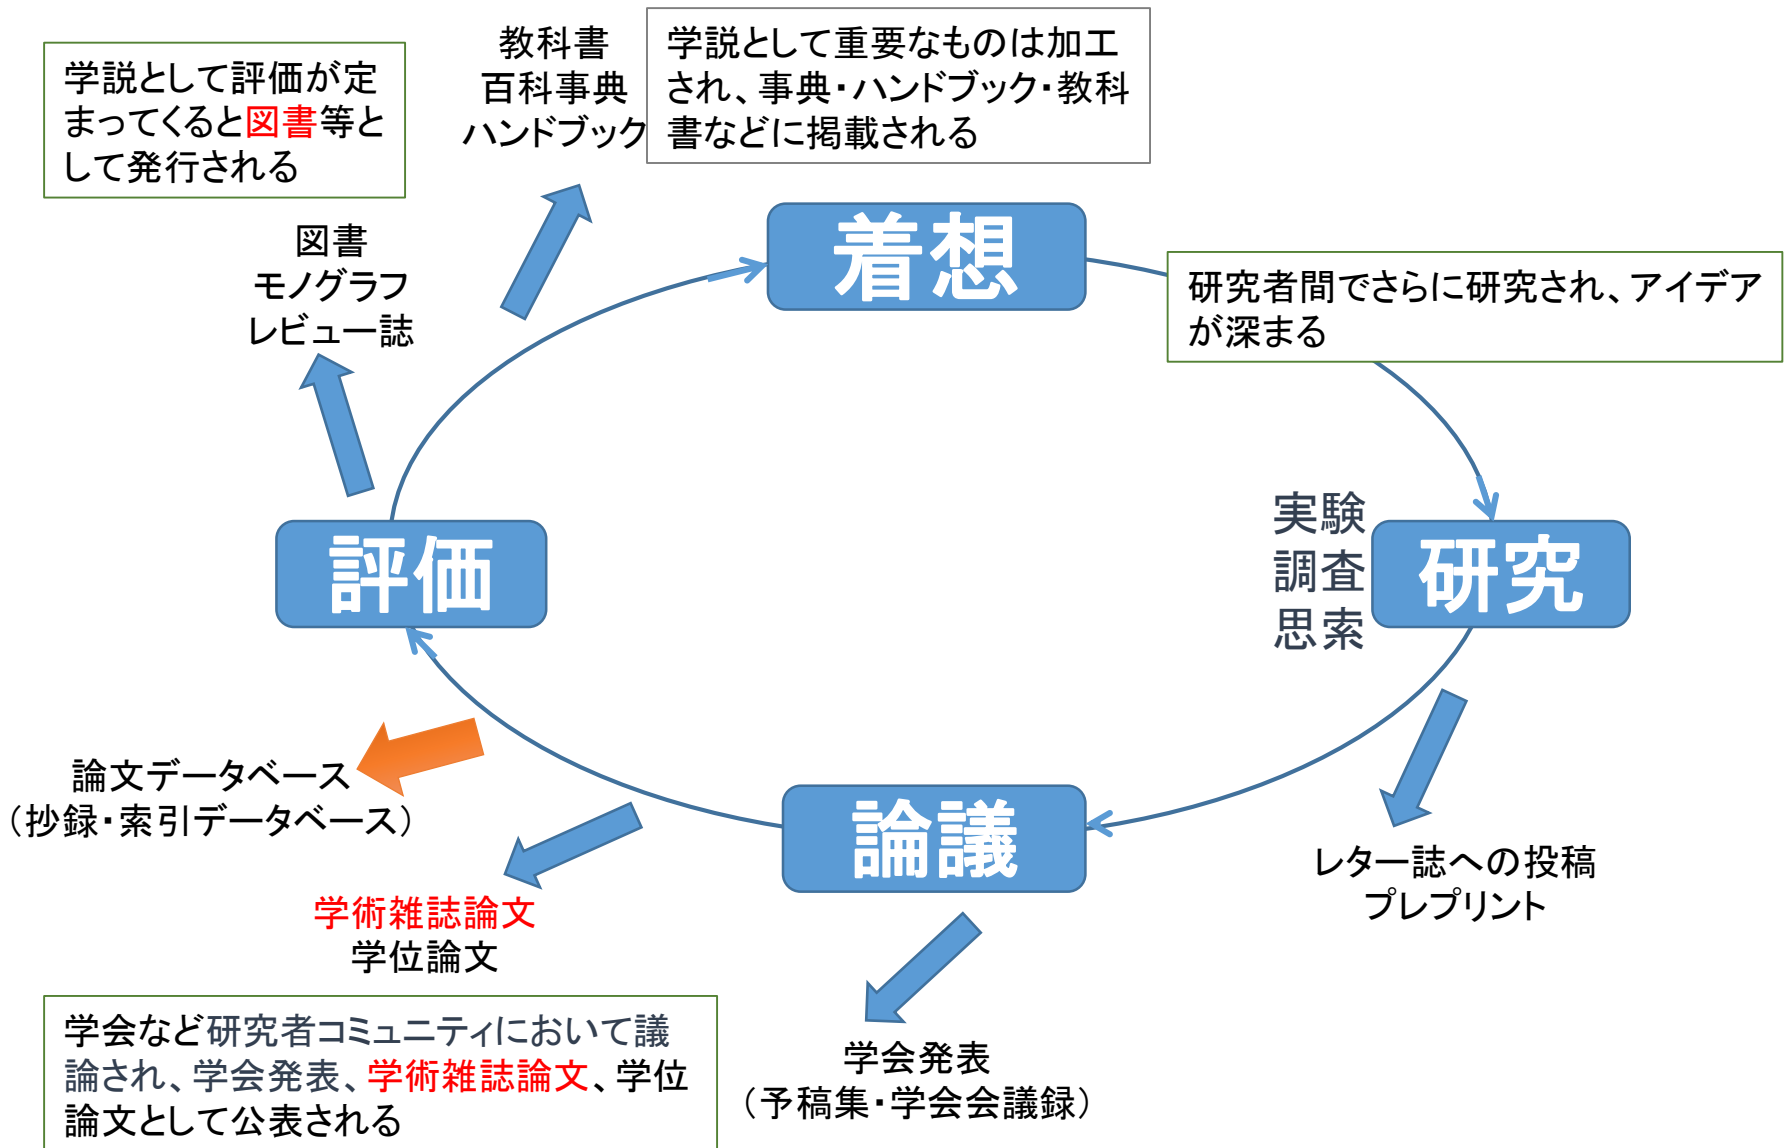 教科書
百科事典
ハンドブック
学説として重要なものは加工
され、事典・ハンドブック・教科
書などに掲載される
学説として評価が定
まってくると図書等と
して発行される
図書
モノグラフ
レビュー誌
着想
研究者間でさらに研究され、アイデア
が深まる
実験
調査
思索
研究
評価
論議
論文データベース
（抄録・索引データベース）
学術雑誌論文
学位論文
レター誌への投稿
プレプリント
学会など研究者コミュニティにおいて議
論され、学会発表、学術雑誌論文、学位
論文として公表される
学会発表
（予稿集・学会会議録）